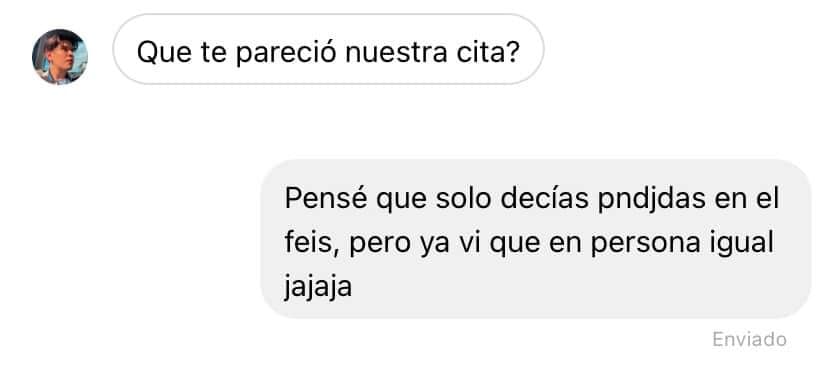 Que te pareció nuestra cita?
Pensé que solo decías pndjdas en el
feis, pero ya vi que en persona igual
jajaja
Enviado